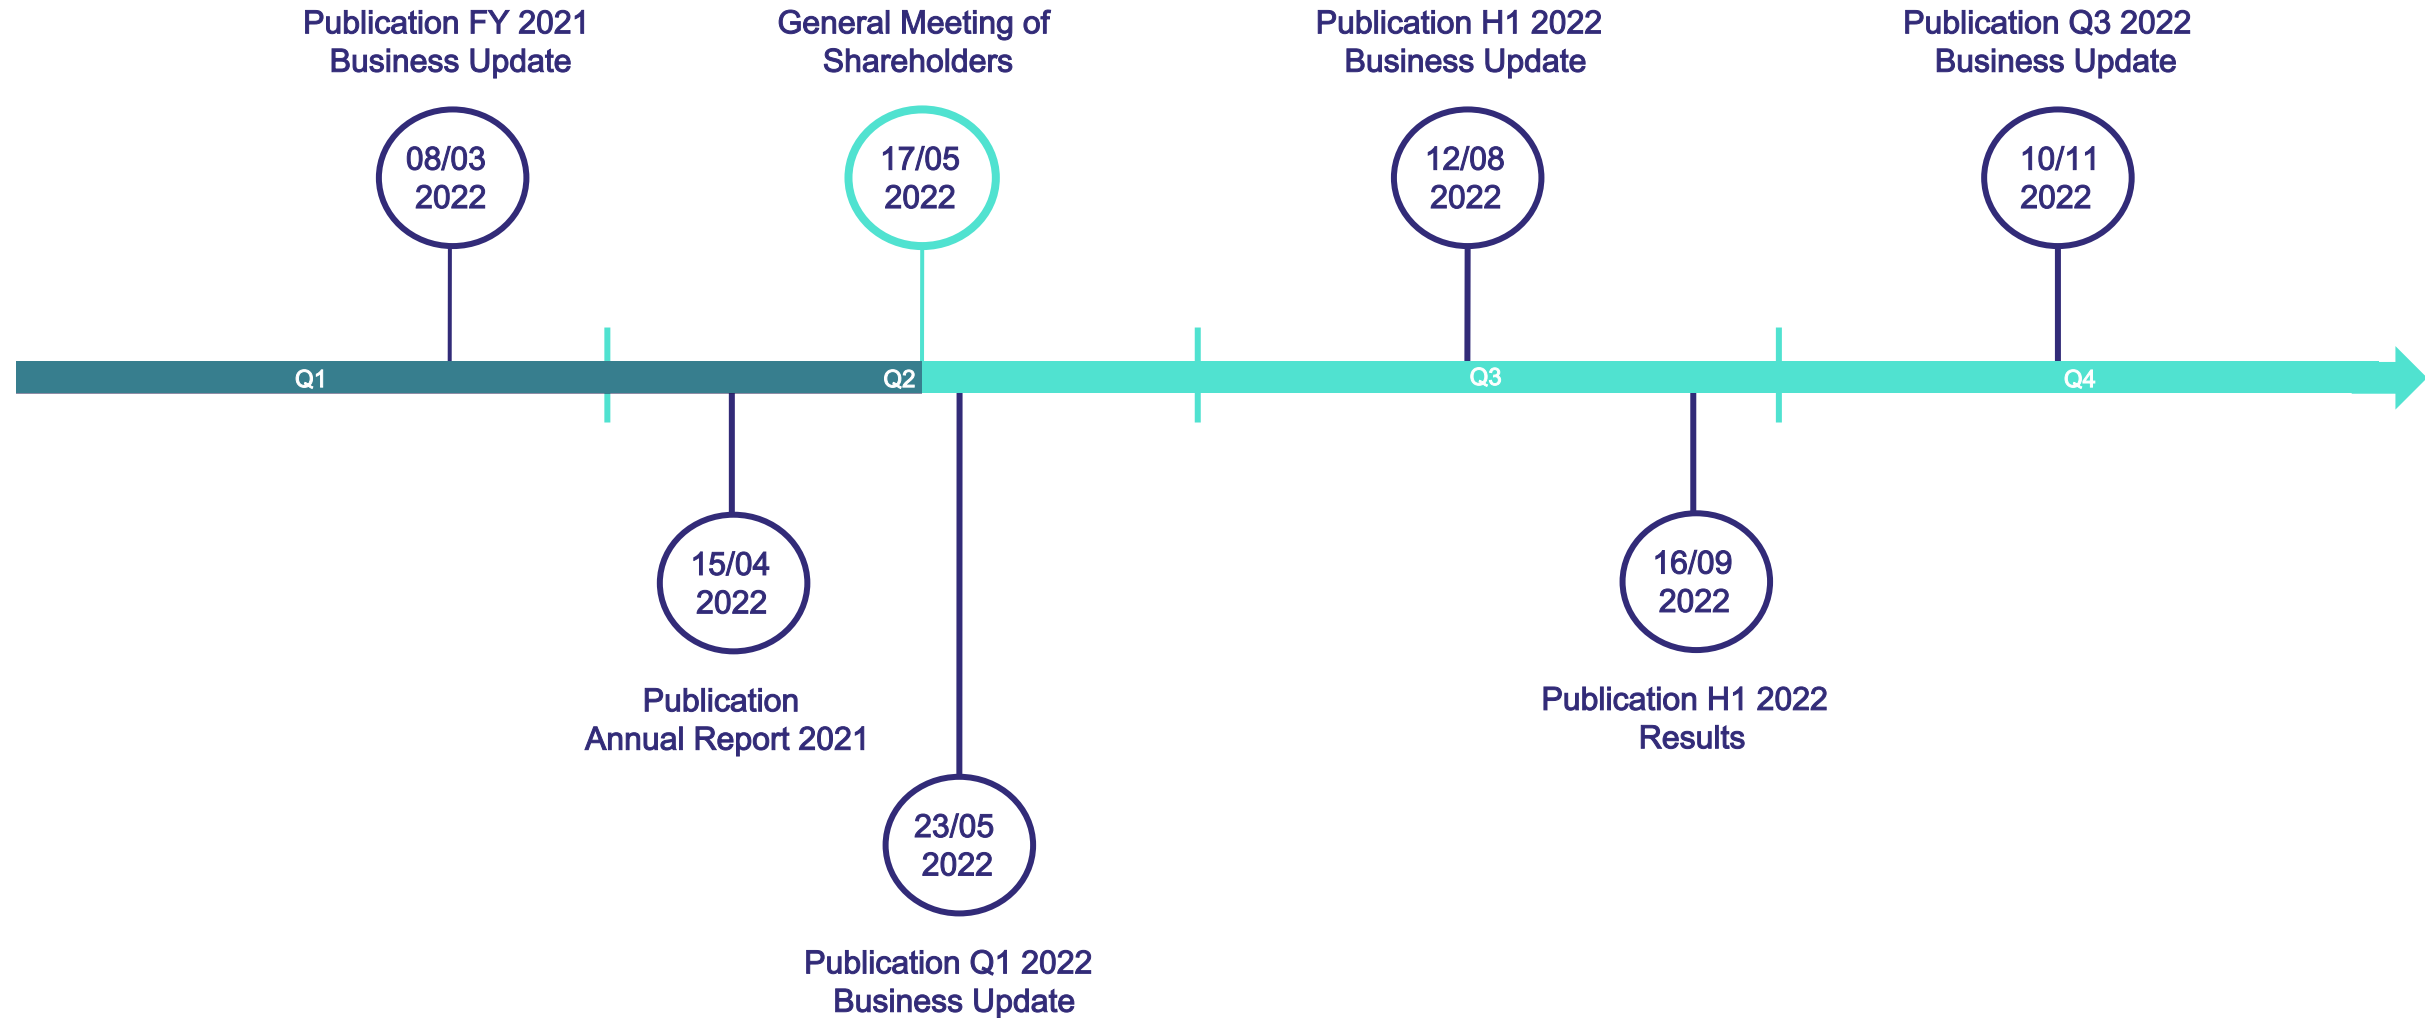 Publication FY 2021
Business Update
General Meeting of
Shareholders
Publication H1 2022
Business Update
Publication Q3 2022
Business Update
08/03
2022
17/05
2022
12/08
2022
10/11
2022
Q1
Q2
Q3
Q4
15/04
2022
Publication
Annual Report 2021
16/09
2022
Publication H1 2022
Results
23/05
2022
Publication Q1 2022
Business Update